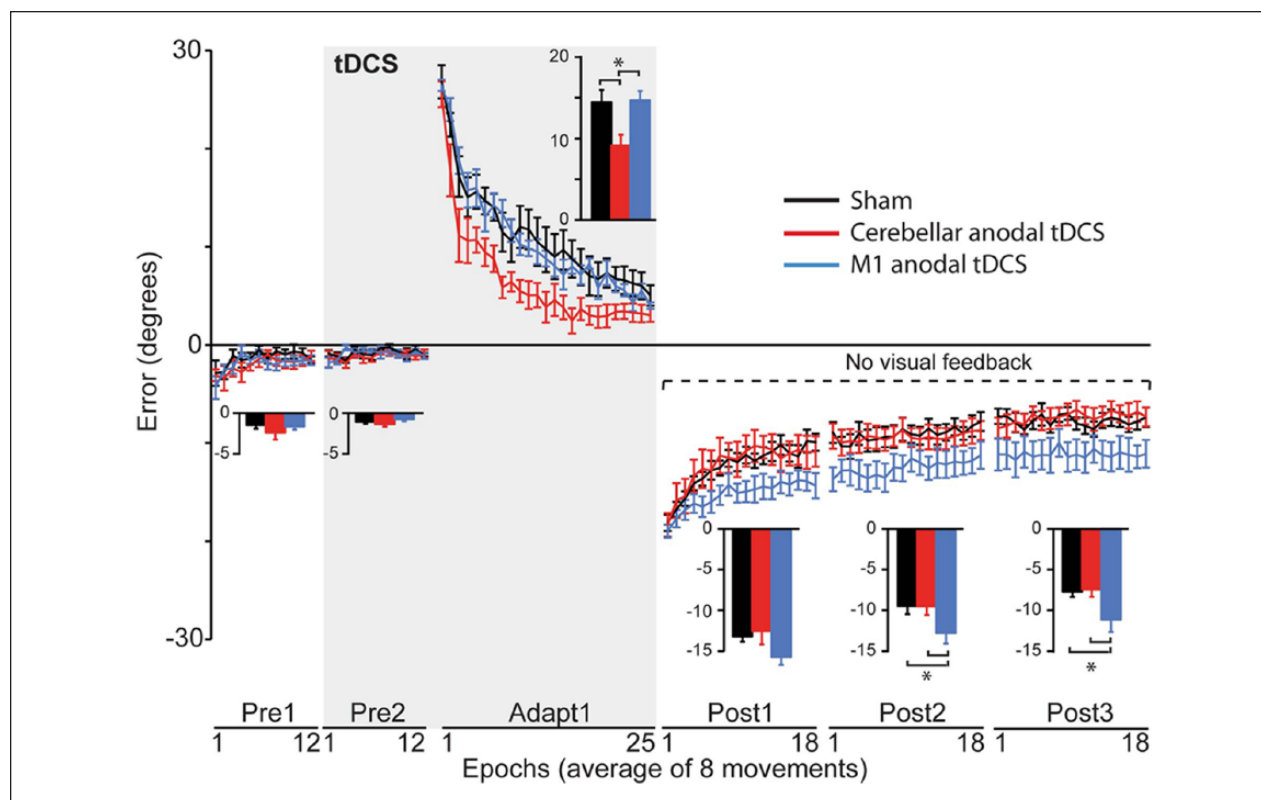 30
tDCS
20
*
10
0
Sham
Cerebellar anodal tDCS
M1 anodal tDCS
Error (degrees)
0
No visual feedback
0
-5
0
-5
0
-5
-10
-15
0
-5
-10
-15
*
0
-5
-10
-15
*
-30
Pre1
Pre2
Adapt1
Post1
Post2
Post3
1
12
1
12
1
25
1
18
1
18
1
18
Epochs (average of 8 movements)